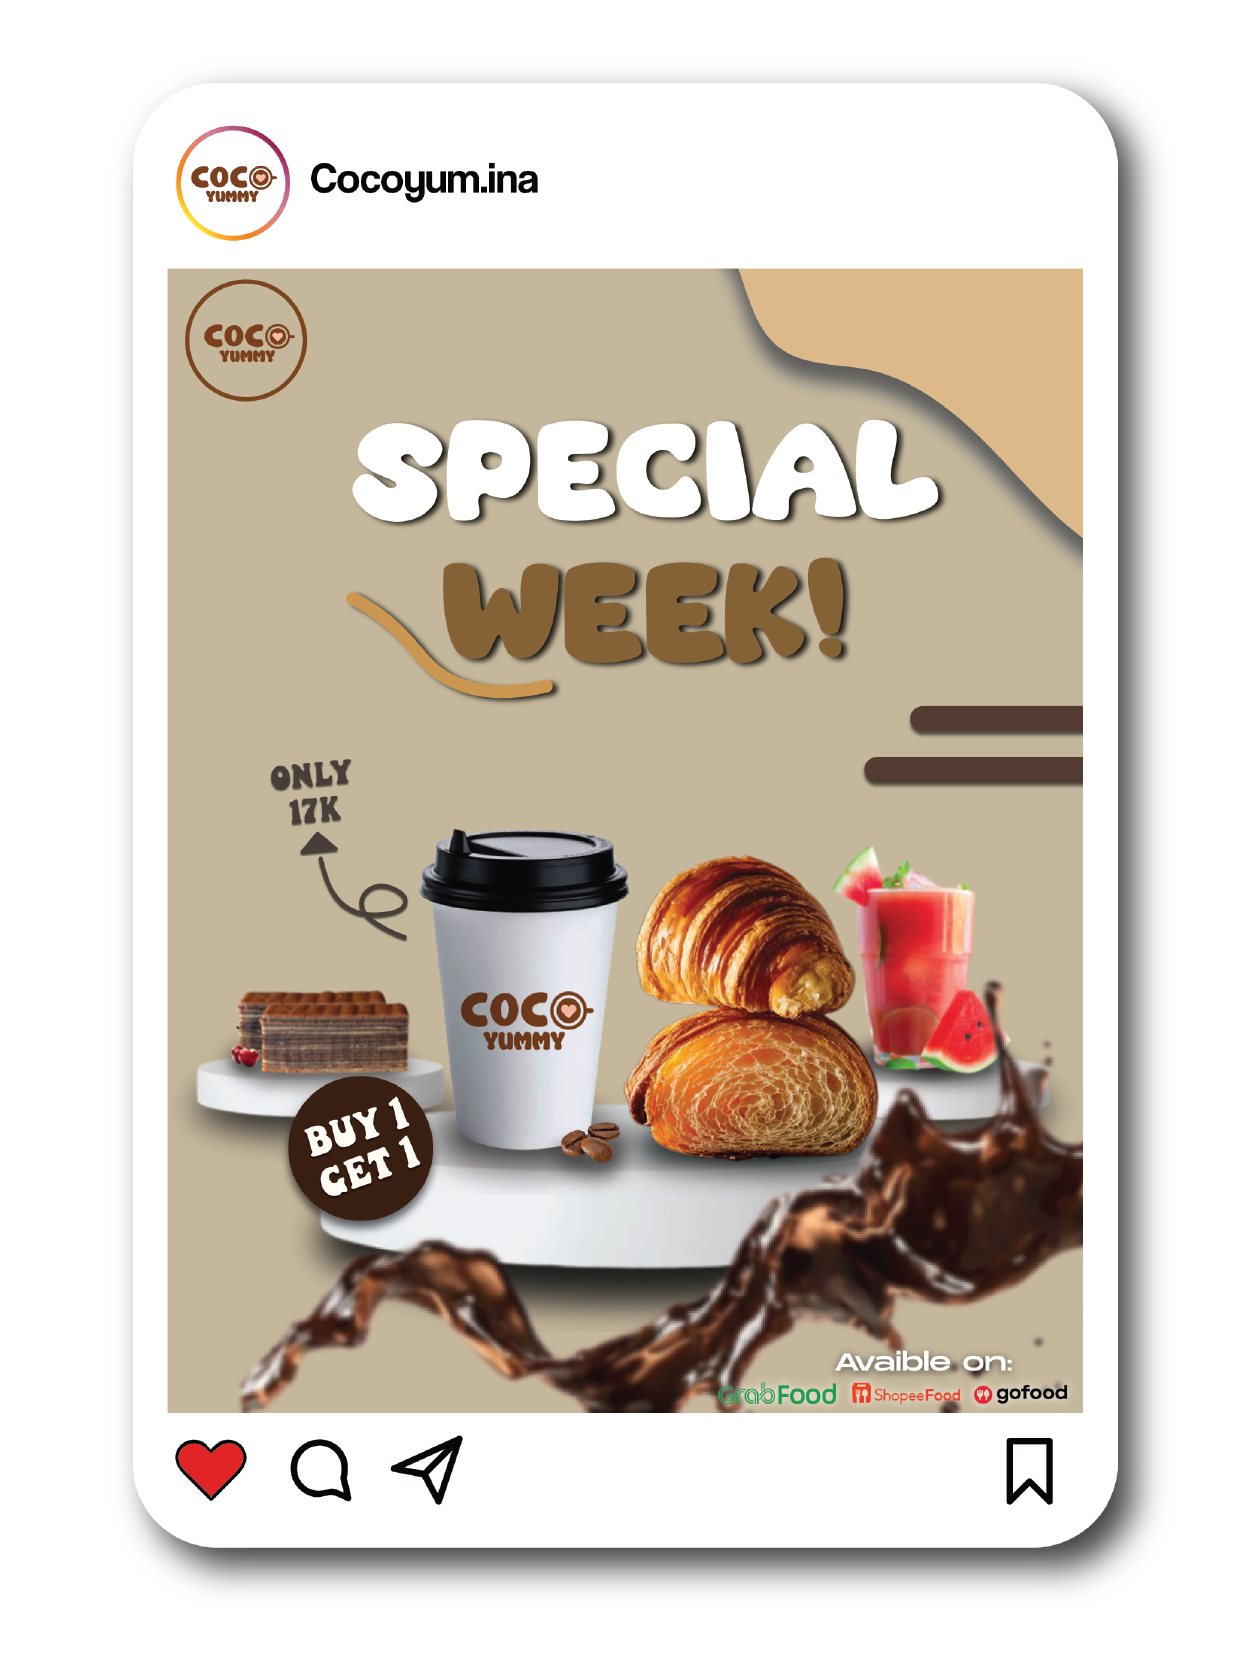 COCO
YUMMY
Cocoyum.ina
COCO
YUMMY
SPECIAL
WEEK!
ONLY
17K
COCO
YUMMY
BUY 1
GET 1
Avaible on:
GrabFood ShopeeFood gofood